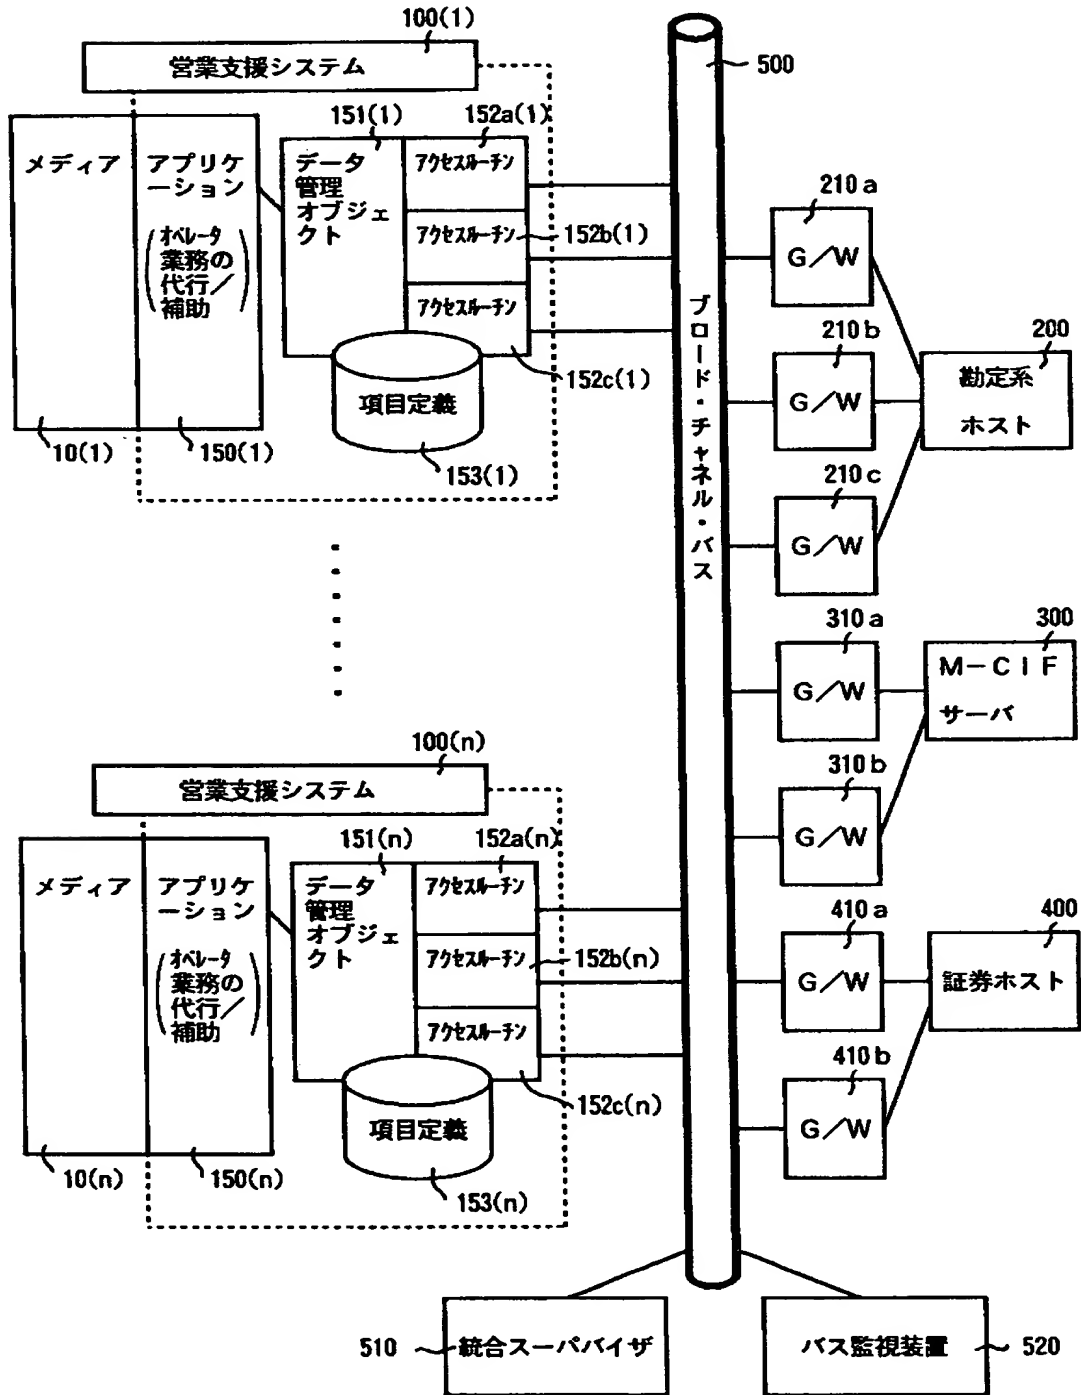 100(1)
営業支援システム
500
151(1)
152a(1)
メディア
アプリケ
ーション
(オペレータ
業務の
代行／
補助)
データ
管理
オブジェ
クト
アクセスルーチン
アクセスルーチン
152b(1)
アクセスルーチン
152c(1)
項目定義
10(1)
150(1)
153(1)
ブロード・チャネル・バス
210a
G／W
210b
G／W
200
勘定系
ホスト
210c
G／W
310a
G／W
300
M－CIF
サーバ
310b
G／W
410a
G／W
400
証券ホスト
410b
G／W
100(n)
営業支援システム
151(n)
152a(n)
メディア
アプリケ
ーション
(オペレータ
業務の
代行／
補助)
データ
管理
オブジェ
クト
アクセスルーチン
アクセスルーチン
152b(n)
アクセスルーチン
152c(n)
項目定義
10(n)
150(n)
153(n)
510
統合スーパバイザ
バス監視装置
520